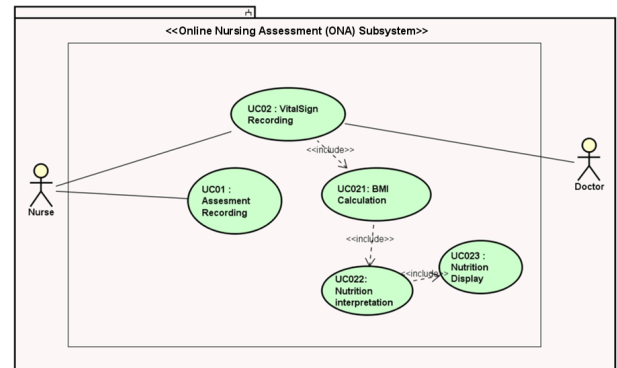 <<Online Nursing Assessment (ONA) Subsystem>>
UC02 : VitalSign
Recording
<<include>>
UC01 :
Assesment
Recording
UC021: BMI
Calculation
Nurse
Doctor
<<include>>
UC022:
Nutrition
interpretation
<<include>>
UC023 :
Nutrition
Display